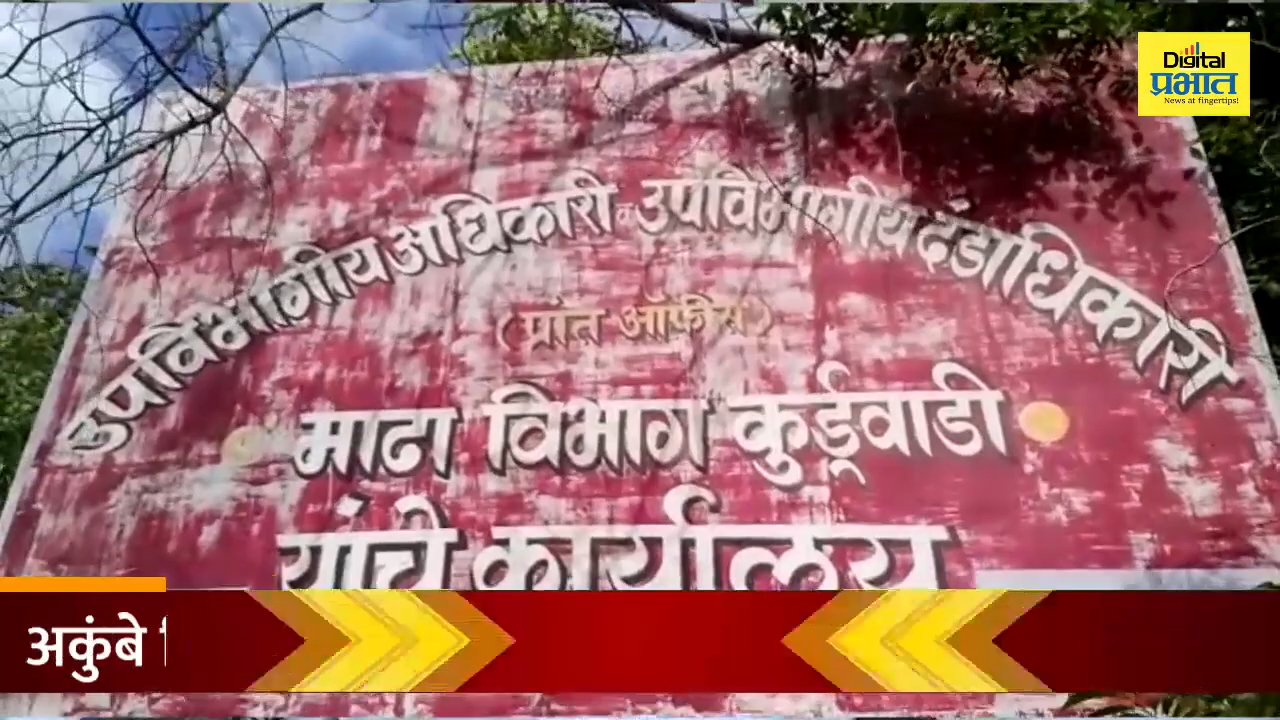 Digital
प्रभात
News at fingertips!
उपविभागीय अधिकारी व उपविभागीय दंडाधिकारी
(प्रांत ऑफीस)
माढा विभाग कुर्डूवाडी
यांचे कार्यालय
अकुंबे